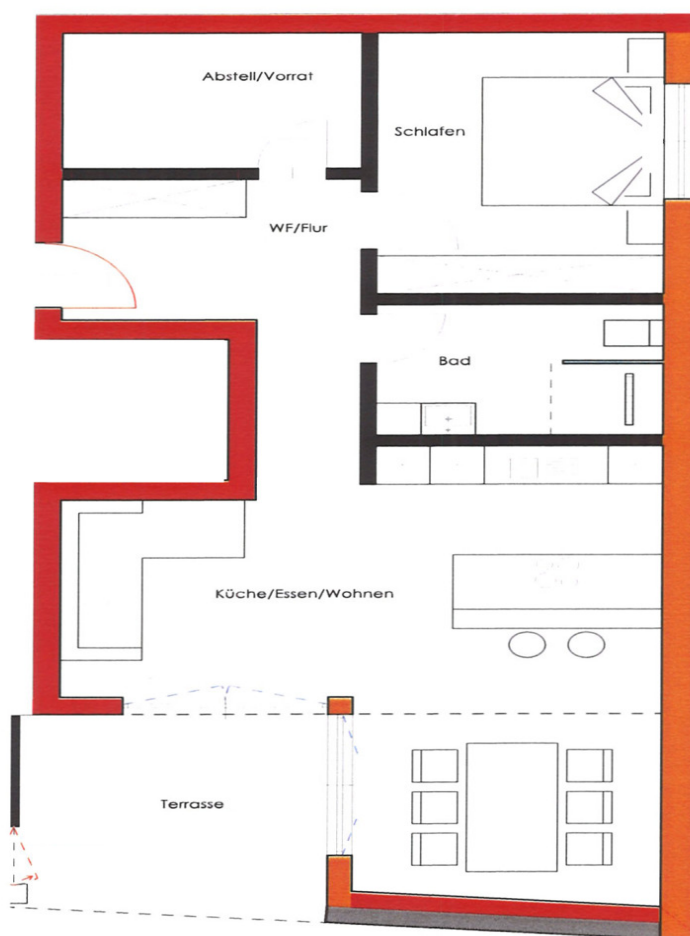 Abstell/Vorrat
Schlafen
WF/Flur
Bad
Küche/Essen/Wohnen
Terrasse